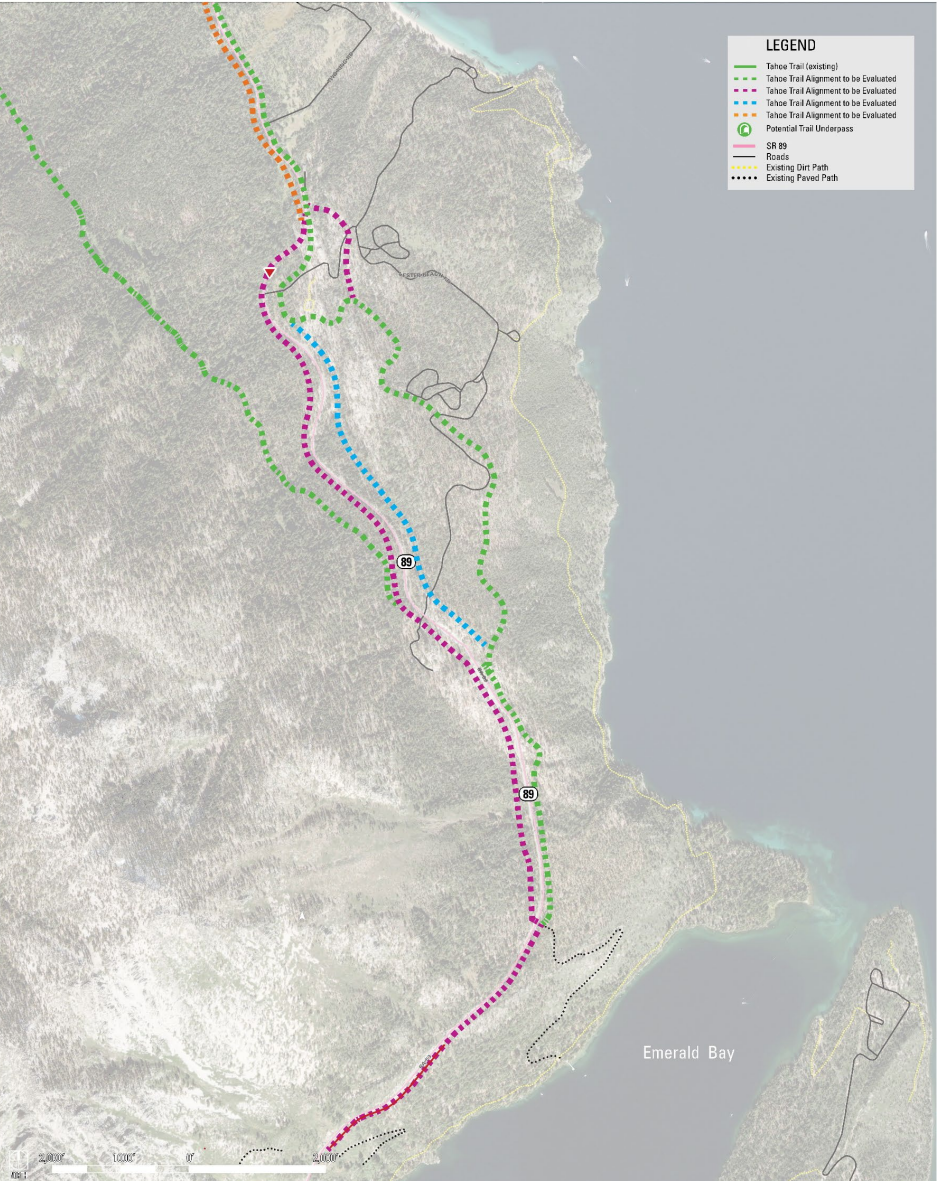 LEGEND
Tahoe Trail (existing)
Tahoe Trail Alignment to be Evaluated
Tahoe Trail Alignment to be Evaluated
Tahoe Trail Alignment to be Evaluated
Tahoe Trail Alignment to be Evaluated
Potential Trail Underpass
SR 89
Roads
Existing Dirt Path
Existing Paved Path
89
89
Emerald Bay
2,000'
1,000'
0'
2,000'